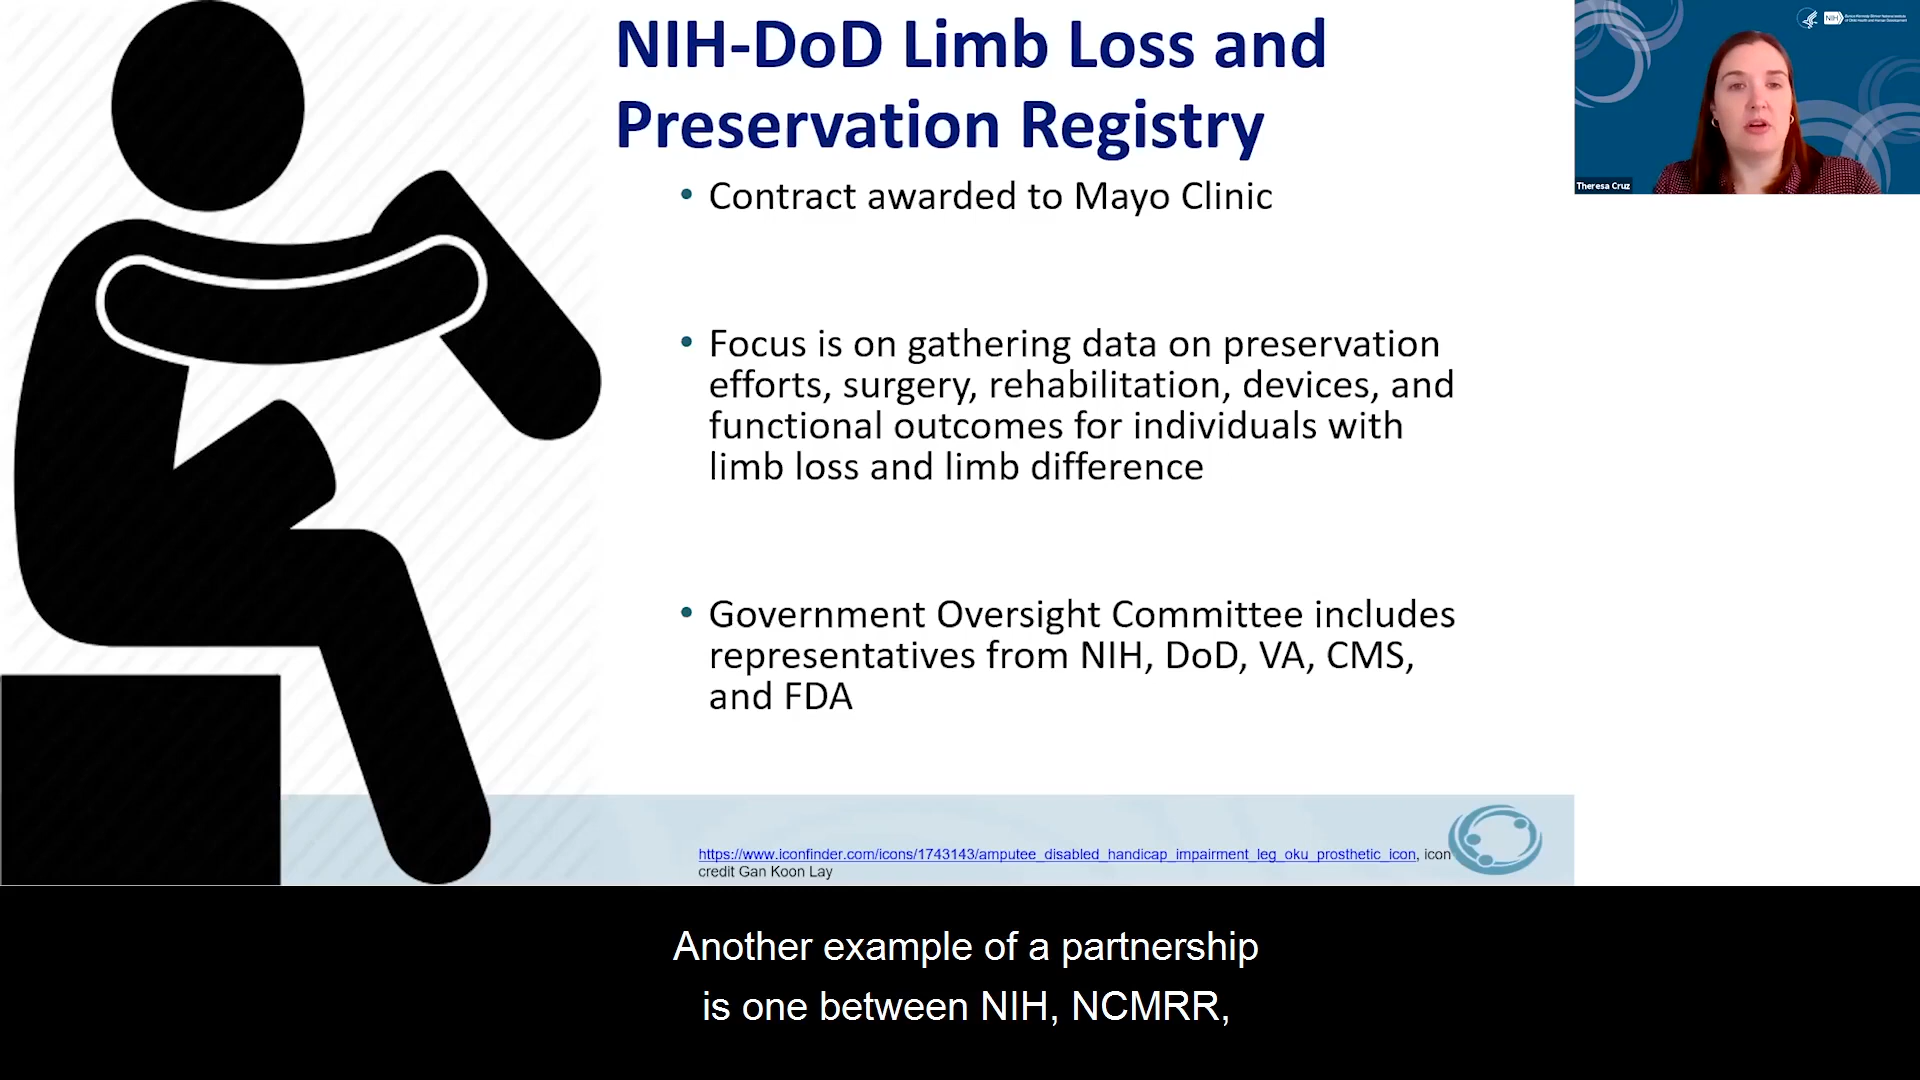 NIH-DoD Limb Loss and
Preservation Registry
• Contract awarded to Mayo Clinic
• Focus is on gathering data on preservation
efforts, surgery, rehabilitation, devices, and
functional outcomes for individuals with
limb loss and limb difference
• Government Oversight Committee includes
representatives from NIH, DoD, VA, CMS,
and FDA
https://www.iconfinder.com/icons/1743143/amputee_disabled_handicap_impairment_leg_oku_prosthetic_icon, icon
credit Gan Koon Lay
NIH
Theresa Cruz
Another example of a partnership
is one between NIH, NCMRR,